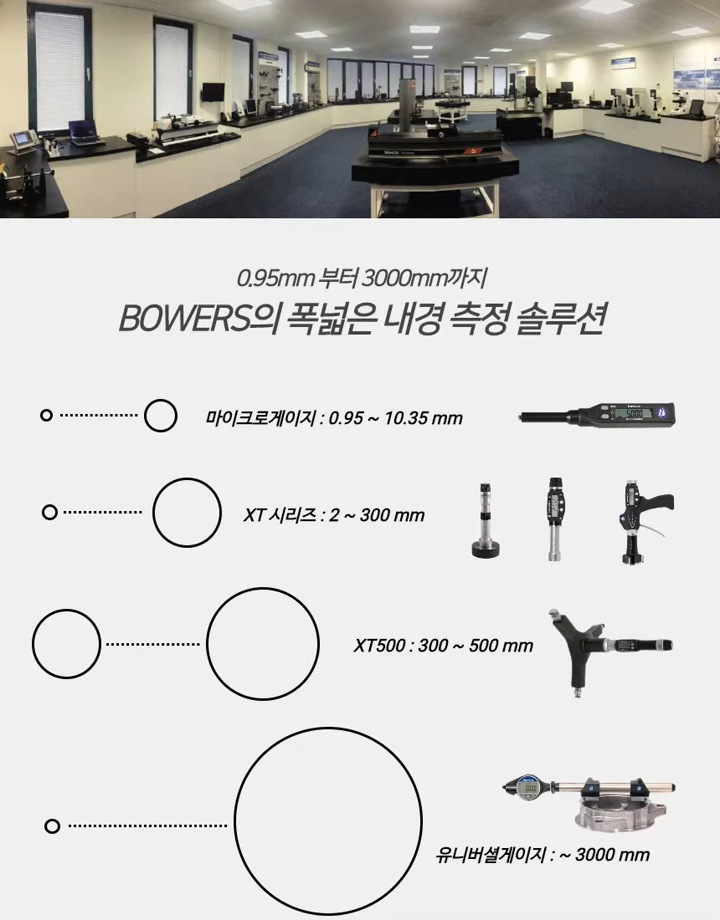 0.95mm 부터 3000mm까지
BOWERS의 폭넓은 내경 측정 솔루션
마이크로게이지 : 0.95 ~ 10.35 mm
XT 시리즈 : 2 ~ 300 mm
XT500 : 300 ~ 500 mm
유니버셜게이지 : ~ 3000 mm